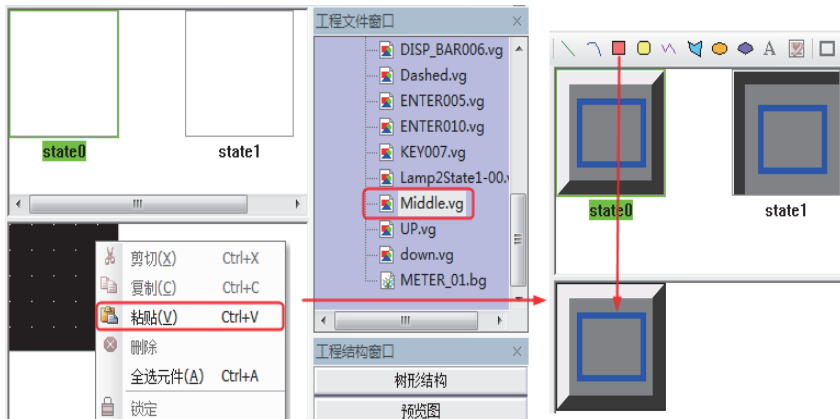 state0
state1
剪切(X) Ctrl+X
复制(C) Ctrl+C
粘贴(V) Ctrl+V
删除
全选元件(A) Ctrl+A
锁定
工程文件窗口
DISP_BAR006.vg
Dashed.vg
ENTER005.vg
ENTER010.vg
KEY007.vg
Lamp2State1-00.
Middle.vg
UP.vg
down.vg
METER_01.bg
工程结构窗口
树形结构
预览图
A
state0
state1